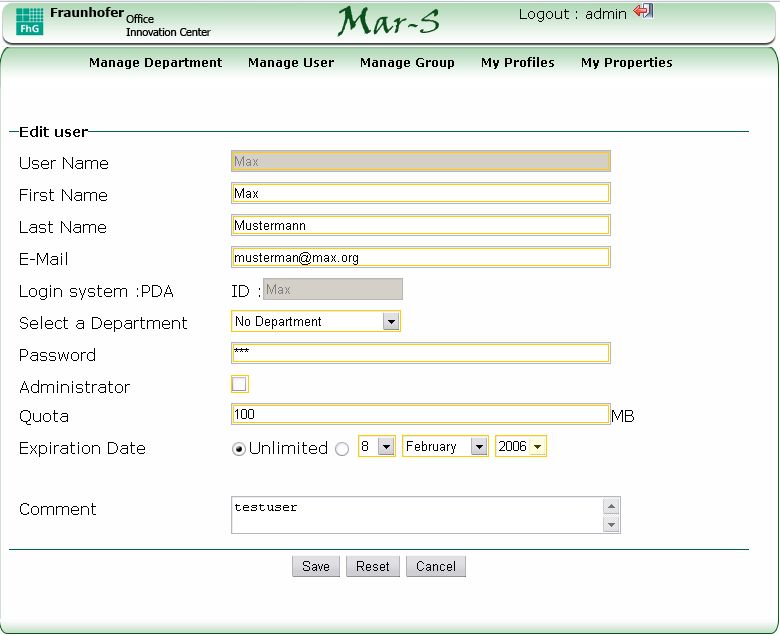 Fraunhofer Office Mar-S Logout : admin
FhG Innovation Center
Manage Department Manage User Manage Group My Profiles My Properties
Edit user
User Name Max
First Name Max
Last Name Mustermann
E-Mail musterman@max.org
Login system :PDA ID : Max
Select a Department No Department
Password ***
Administrator
Quota 100 MB
Expiration Date Unlimited 8 February 2006
Comment testuser
Save Reset Cancel